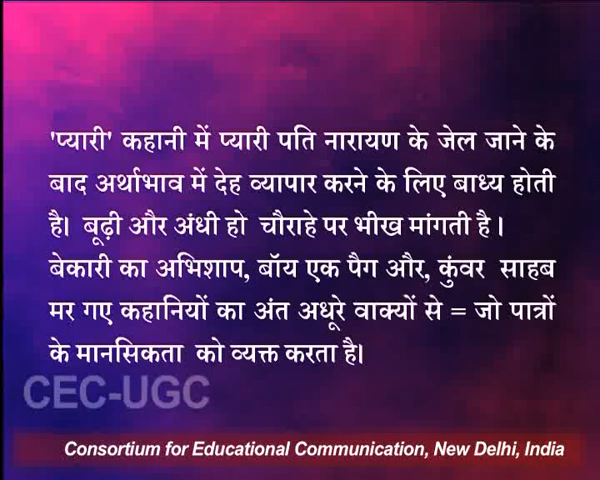 'प्यारी' कहानी में प्यारी पति नारायण के जेल जाने के
बाद अर्थाभाव में देह व्यापार करने के लिए बाध्य होती
है।  बूढ़ी और अंधी हो  चौराहे पर भीख मांगती है ।
बेकारी का अभिशाप, बॉय एक पैग और, कुंवर  साहब
मर गए कहानियों का अंत अधूरे वाक्यों से = जो पात्रों
के मानसिकता  को व्यक्त करता है।
CEC-UGC
Consortium for Educational Communication, New Delhi, India